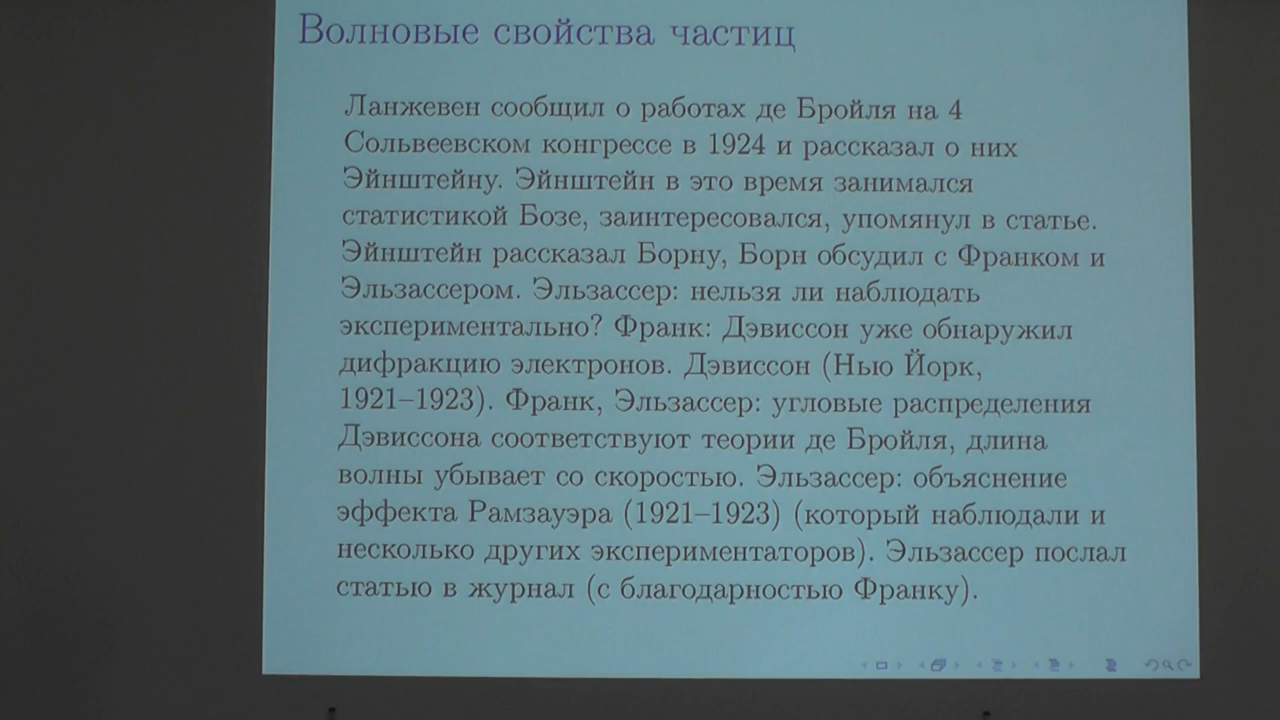 Волновые свойства частиц
Ланжевен сообщил о работах де Бройля на 4
Сольвеевском конгрессе в 1924 и рассказал о них
Эйнштейну. Эйнштейн в это время занимался
статистикой Бозе, заинтересовался, упомянул в статье.
Эйнштейн рассказал Борну, Борн обсудил с Франком и
Эльзассером. Эльзассер: нельзя ли наблюдать
экспериментально? Франк: Дэвиссон уже обнаружил
дифракцию электронов. Дэвиссон (Нью Йорк,
1921–1923). Франк, Эльзассер: угловые распределения
Дэвиссона соответствуют теории де Бройля, длина
волны убывает со скоростью. Эльзассер: объяснение
эффекта Рамзауэра (1921–1923) (который наблюдали и
несколько других экспериментаторов). Эльзассер послал
статью в журнал (с благодарностью Франку).